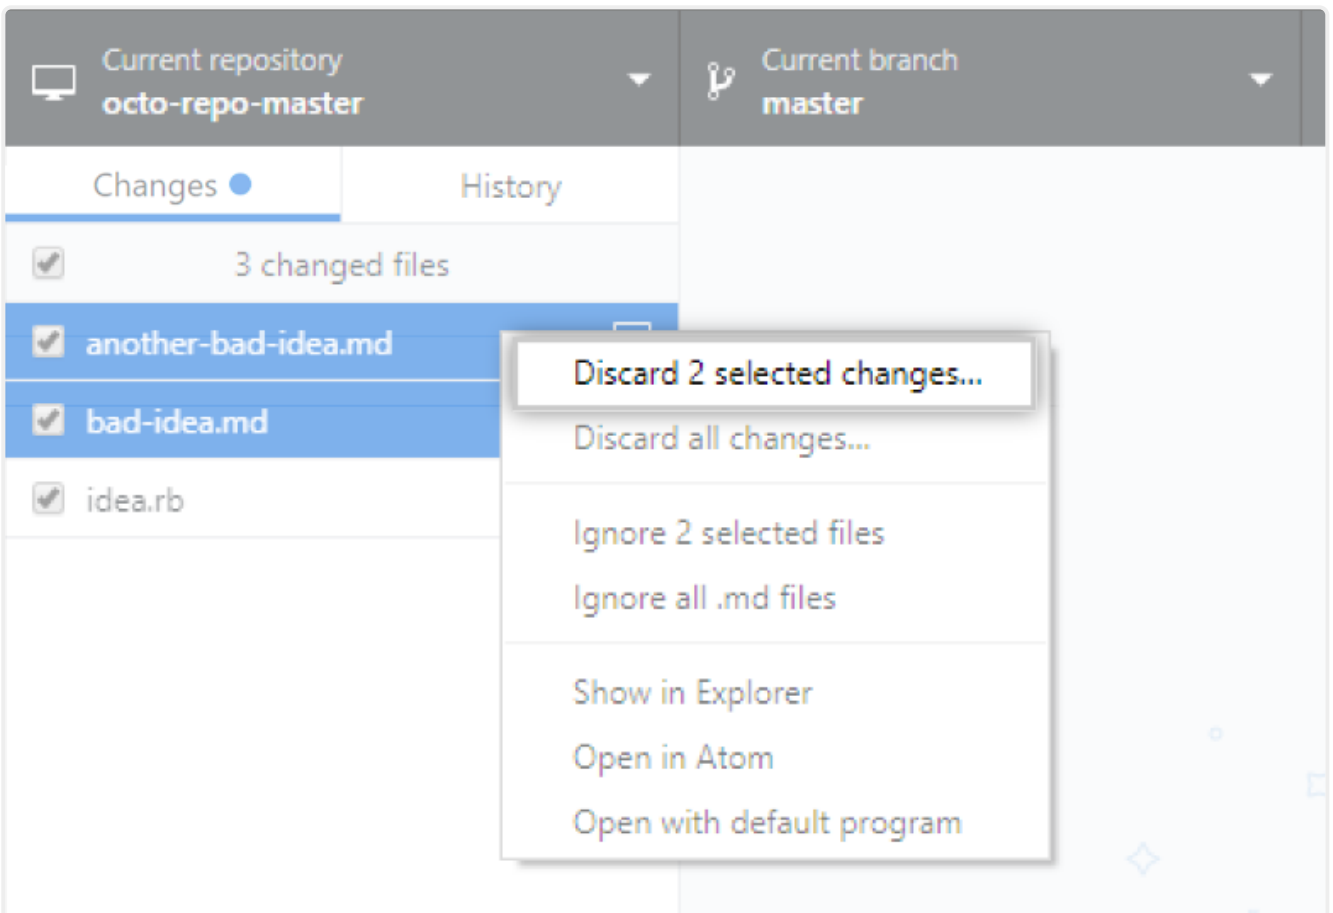 Current repository
octo-repo-master
Current branch
master
Changes
History
3 changed files
another-bad-idea.md
bad-idea.md
idea.rb
Discard 2 selected changes...
Discard all changes...
Ignore 2 selected files
Ignore all .md files
Show in Explorer
Open in Atom
Open with default program